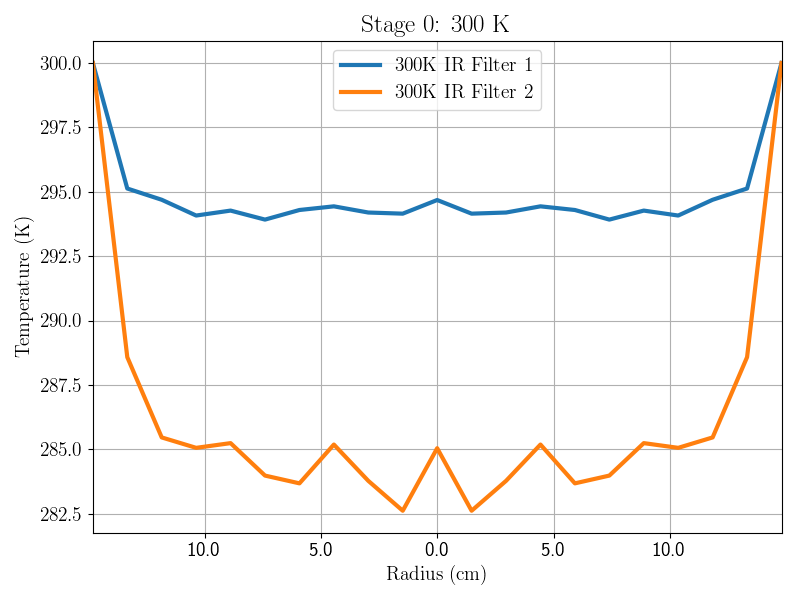 Stage 0: 300 K
300K IR Filter 1
300K IR Filter 2
Temperature (K)
300.0
297.5
295.0
292.5
290.0
287.5
285.0
282.5
10.0 5.0 0.0 5.0 10.0
Radius (cm)